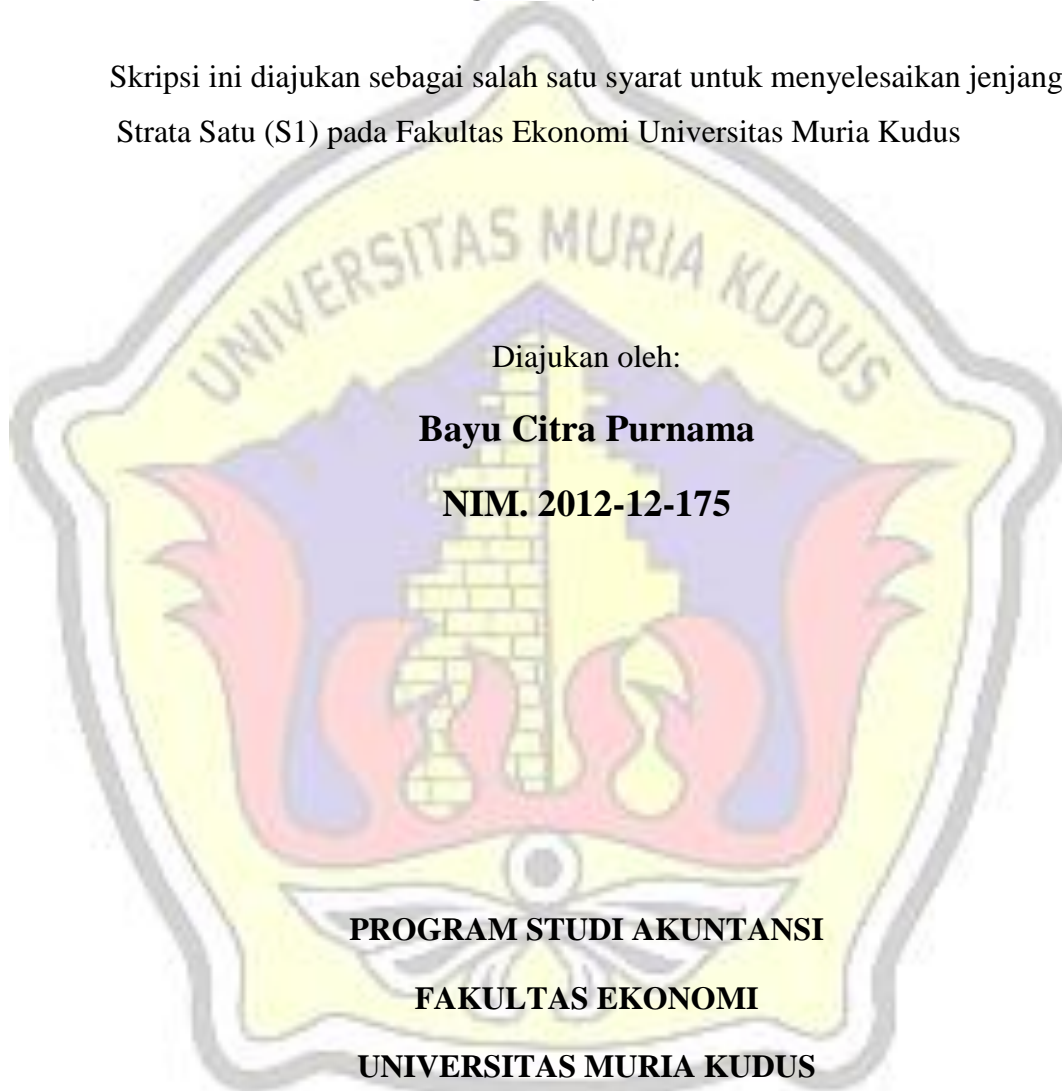 Skripsi ini diajukan sebagai salah satu syarat untuk menyelesaikan jenjang
Strata Satu (S1) pada Fakultas Ekonomi Universitas Muria Kudus
UNIVERSITAS MURIA KUDUS
Diajukan oleh:
Bayu Citra Purnama
NIM. 2012-12-175
PROGRAM STUDI AKUNTANSI
FAKULTAS EKONOMI
UNIVERSITAS MURIA KUDUS